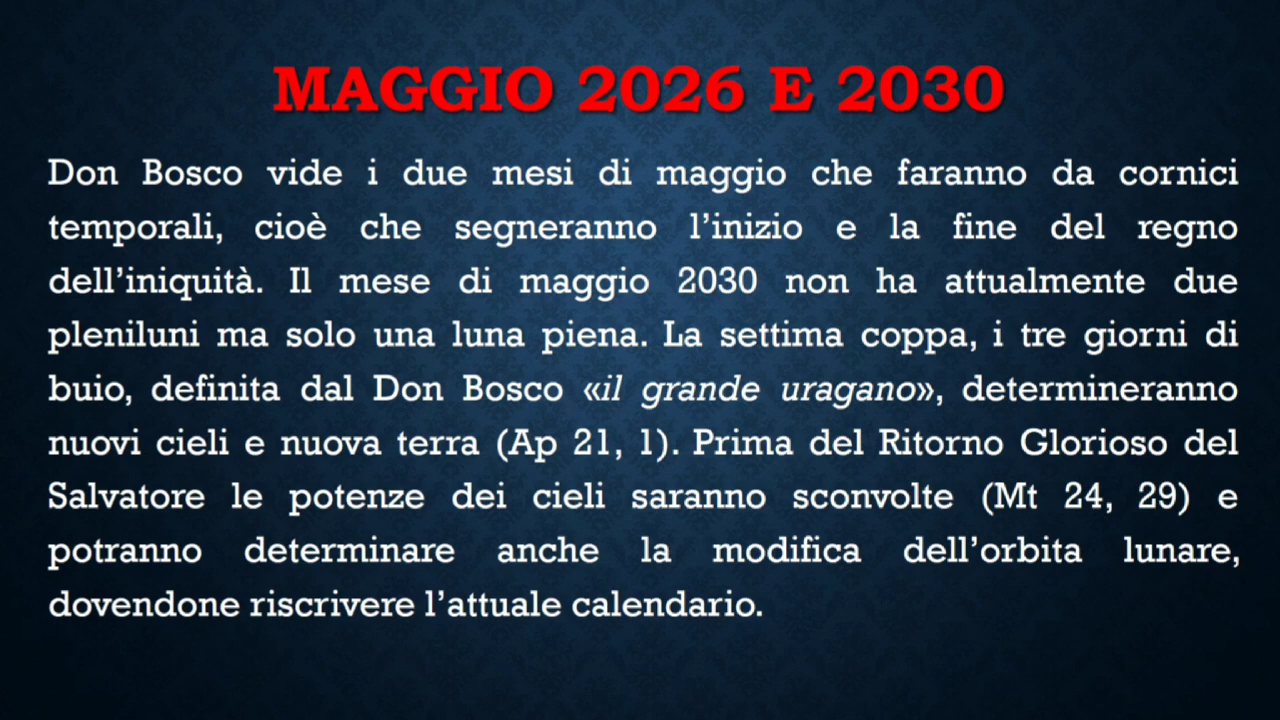 MAGGIO 2026 E 2030
Don Bosco vide i due mesi di maggio che faranno da cornici
temporali, cioè che segneranno l’inizio e la fine del regno
dell’iniquità. Il mese di maggio 2030 non ha attualmente due
pleniluni ma solo una luna piena. La settima coppa, i tre giorni di
buio, definita dal Don Bosco «il grande uragano», determineranno
nuovi cieli e nuova terra (Ap 21, 1). Prima del Ritorno Glorioso del
Salvatore le potenze dei cieli saranno sconvolte (Mt 24, 29) e
potranno determinare anche la modifica dell’orbita lunare,
dovendone riscrivere l’attuale calendario.